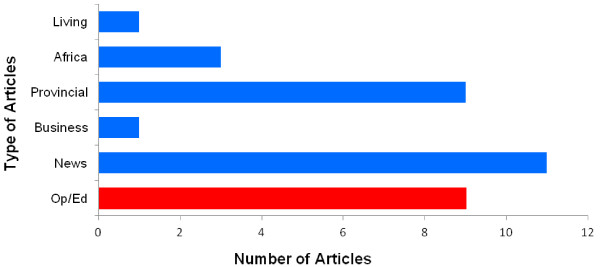 Type of Articles
Living
Africa
Provincial
Business
News
Op/Ed
0 2 4 6 8 10 12
Number of Articles